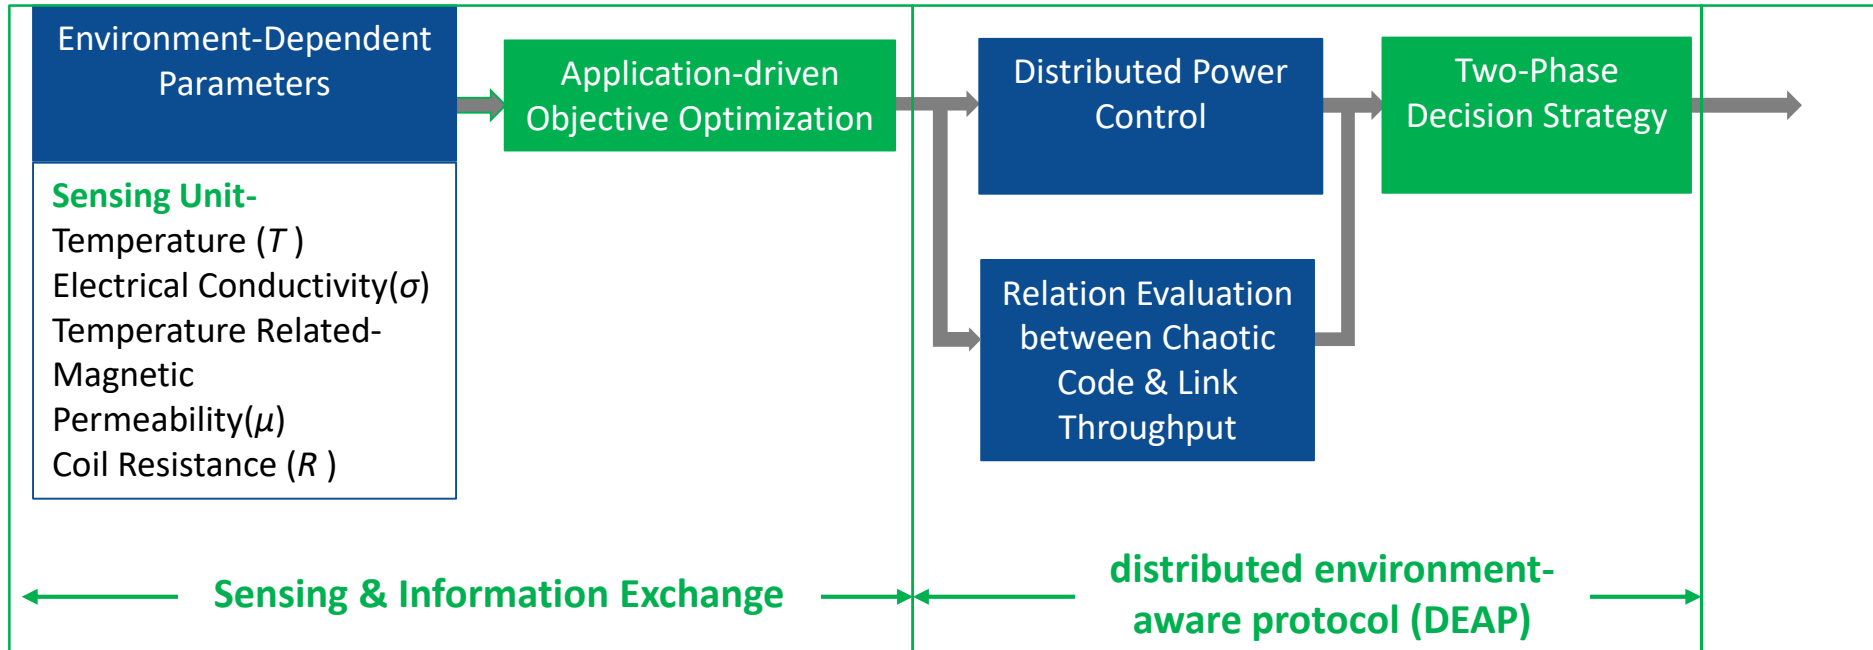 Environment-Dependent
Parameters
Sensing Unit-
Temperature (T )
Electrical Conductivity(σ)
Temperature Related-
Magnetic
Permeability(μ)
Coil Resistance (R )
Application-driven
Objective Optimization
Distributed Power
Control
Relation Evaluation
between Chaotic
Code & Link
Throughput
Two-Phase
Decision Strategy
Sensing & Information Exchange
distributed environment-
aware protocol (DEAP)